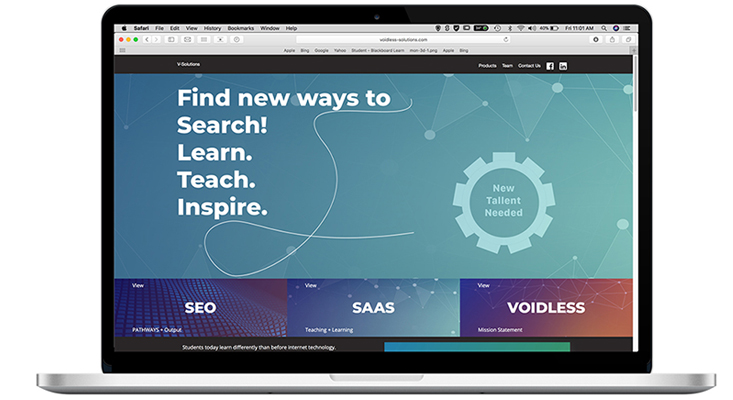 Safari File Edit View History Bookmarks Window Help
40% Fri 11:01 AM
voidless-solutions.com
Apple Bing Google Yahoo Student – Blackboard Learn mon-3d-1.png Apple Bing
V-Solutions
Products Team Contact Us
Find new ways to
Search!
Learn.
Teach.
Inspire.
New
Tallent
Needed
View View View
SEO SAAS VOIDLESS
PATHWAYS + Output Teaching + Learning Mission Statement
Students today learn differently than before internet technology.